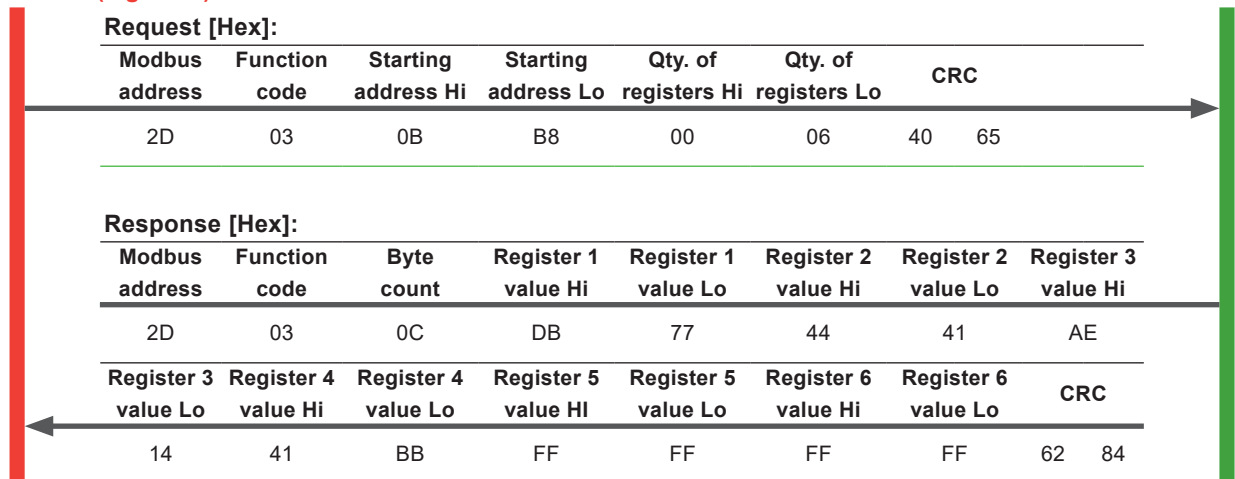 Request [Hex]:
Modbus Function Starting Starting Qty. of Qty. of CRC
address code address Hi address Lo registers Hi registers Lo
2D 03 0B B8 00 06 40 65
Response [Hex]:
Modbus Function Byte Register 1 Register 1 Register 2 Register 2 Register 3
address code count value Hi value Lo value Hi value Lo value Hi
2D 03 0C DB 77 44 41 AE
Register 3 Register 4 Register 4 Register 5 Register 5 Register 6 Register 6 CRC
value Lo value Hi value Lo value HI value Lo value Hi value Lo
14 41 BB FF FF FF FF 62 84